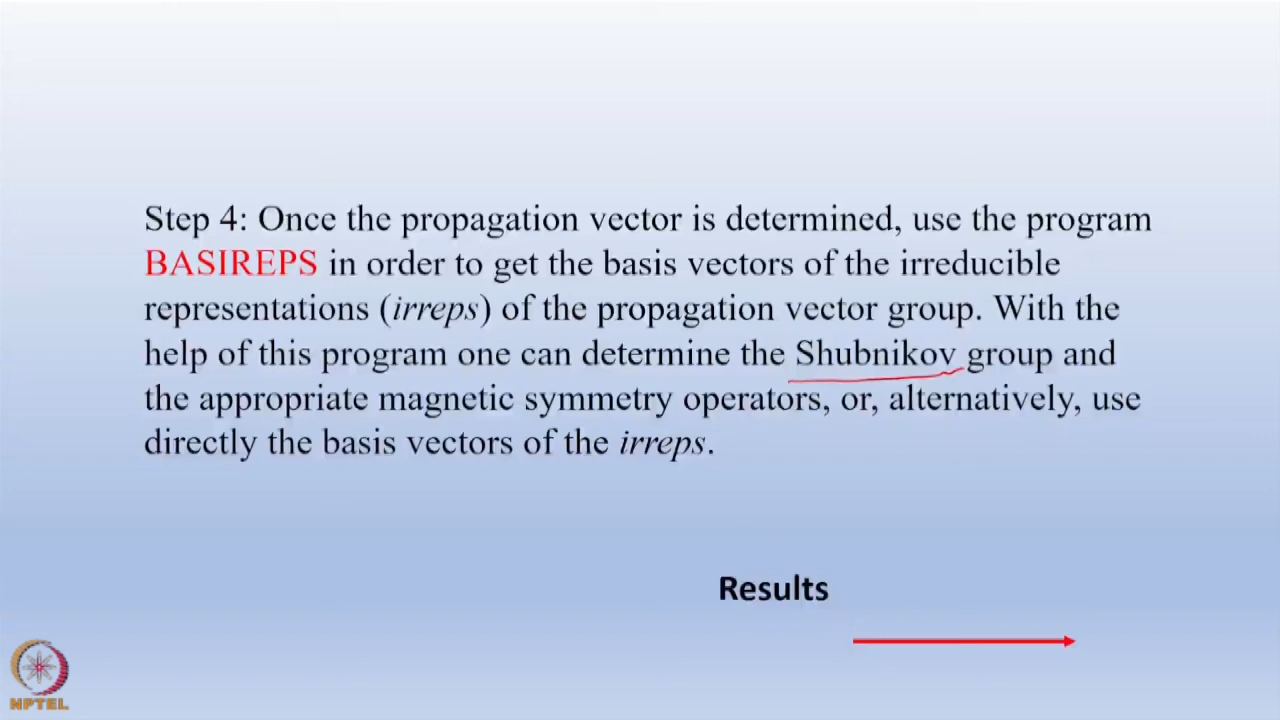 Step 4: Once the propagation vector is determined, use the program
BASIREPS in order to get the basis vectors of the irreducible
representations (irreps) of the propagation vector group. With the
help of this program one can determine the Shubnikov group and
the appropriate magnetic symmetry operators, or, alternatively, use
directly the basis vectors of the irreps.
Results
NPTEL